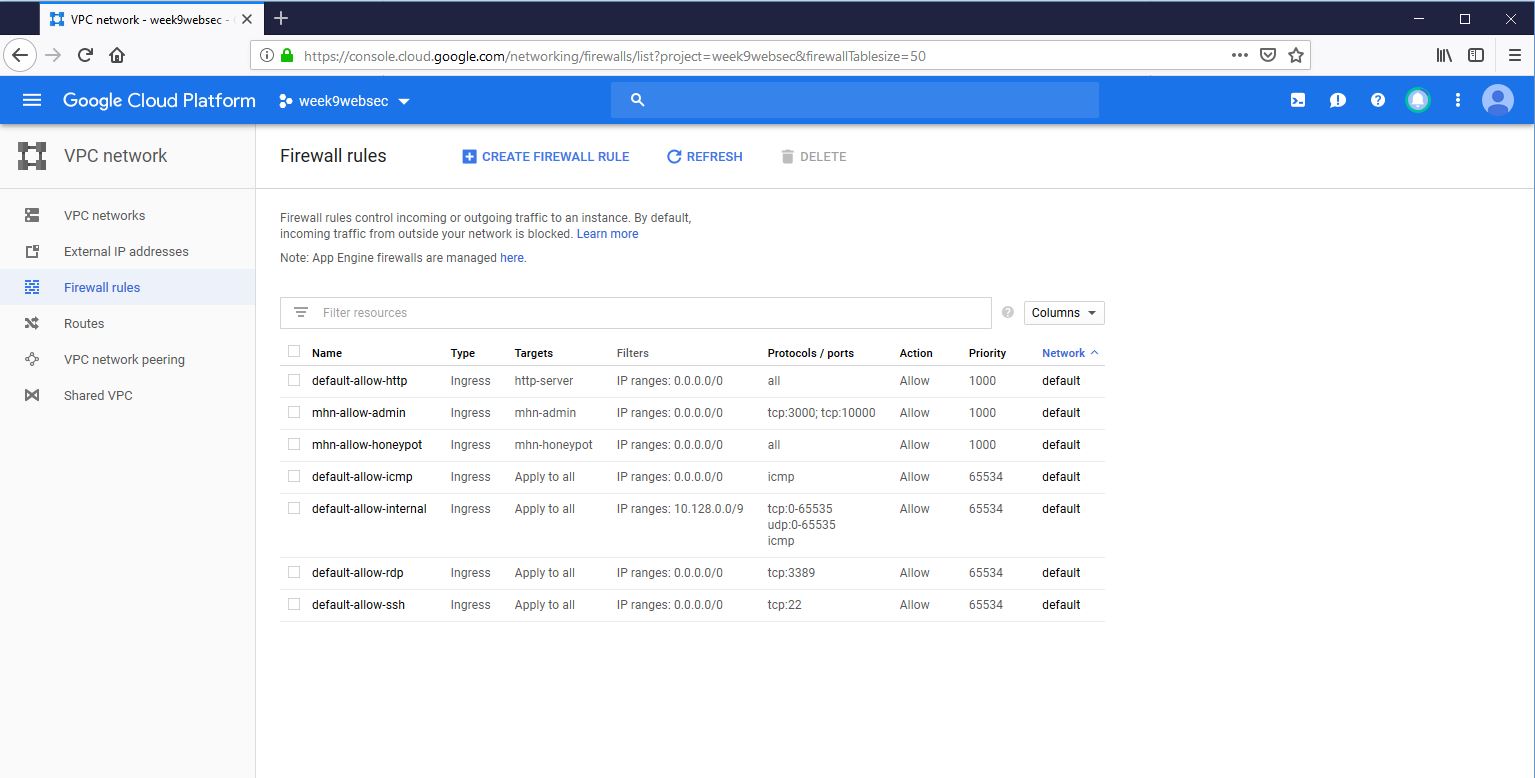 VPC network - week9websec -
https://console.cloud.google.com/networking/firewalls/list?project=week9websec&firewallTablesize=50
Google Cloud Platform week9websec
VPC network
VPC networks
External IP addresses
Firewall rules
Routes
VPC network peering
Shared VPC
Firewall rules CREATE FIREWALL RULE REFRESH DELETE
Firewall rules control incoming or outgoing traffic to an instance. By default,
incoming traffic from outside your network is blocked. Learn more
Note: App Engine firewalls are managed here.
Filter resources Columns
Name Type Targets Filters Protocols / ports Action Priority Network
default-allow-http Ingress http-server IP ranges: 0.0.0.0/0 all Allow 1000 default
mhn-allow-admin Ingress mhn-admin IP ranges: 0.0.0.0/0 tcp:3000; tcp:10000 Allow 1000 default
mhn-allow-honeypot Ingress mhn-honeypot IP ranges: 0.0.0.0/0 all Allow 1000 default
default-allow-icmp Ingress Apply to all IP ranges: 0.0.0.0/0 icmp Allow 65534 default
default-allow-internal Ingress Apply to all IP ranges: 10.128.0.0/9 tcp:0-65535 Allow 65534 default
udp:0-65535
icmp
default-allow-rdp Ingress Apply to all IP ranges: 0.0.0.0/0 tcp:3389 Allow 65534 default
default-allow-ssh Ingress Apply to all IP ranges: 0.0.0.0/0 tcp:22 Allow 65534 default